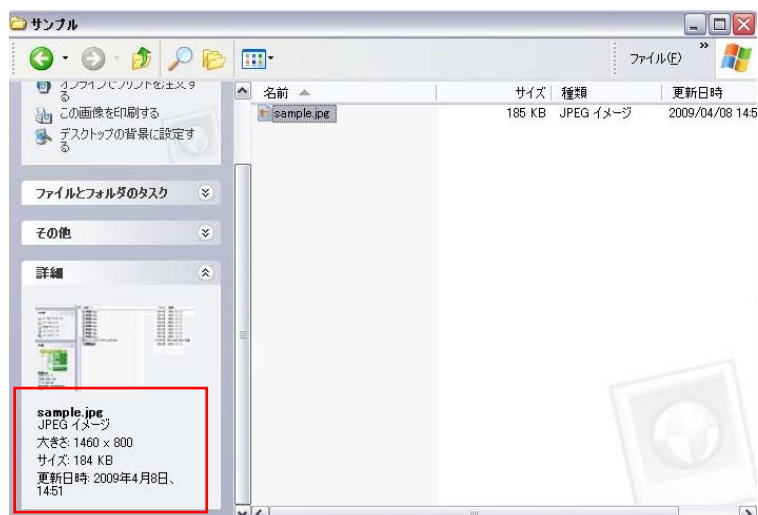 サンプル
ファイル(F) »
る
この画像を印刷する
デスクトップの背景に設定す
る
ファイルとフォルダのタスク
その他
詳細
sample.jpg
JPEG イメージ
大きさ: 1460 x 800
サイズ: 184 KB
更新日時: 2009年4月8日、
14:51
名前 サイズ 種類 更新日時
sample.jpg 185 KB JPEG イメージ 2009/04/08 14:5